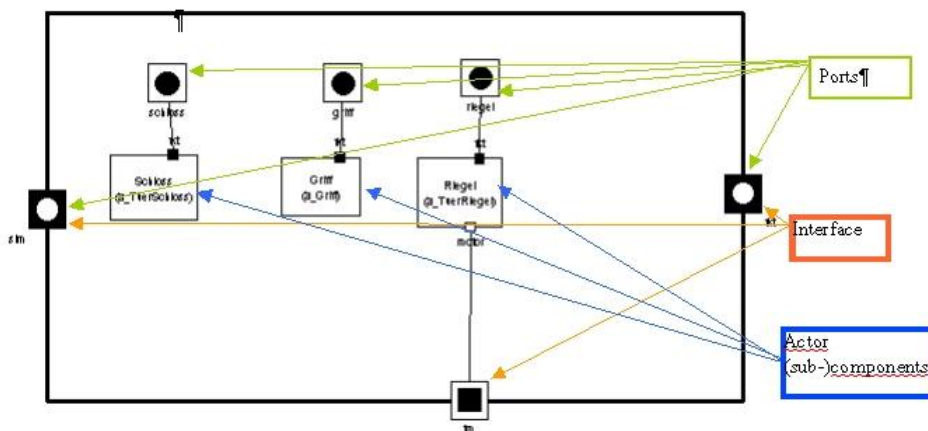 ¶
schloss
griff
riegel
Ports¶
Schloss
(a_TuerSchloss)
Griff
(a_Griff)
Riegel
(a_TuerRiegel)
sim
motor
Interface
Actor
(sub-)components